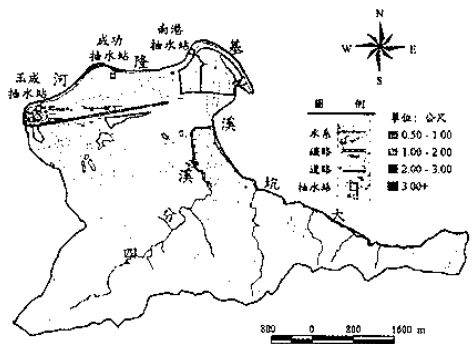 南港
抽水站
成功
抽水站
玉成
抽水站
基
隆
河
N
W E
S
圖 例
水系
鐵路
道路
抽水站
單位：公尺
0.50 - 1.00
1.00 - 2.00
2.00 - 3.00
3.00+
大
坑
溪
四
分
溪
800 0 800 1600 m